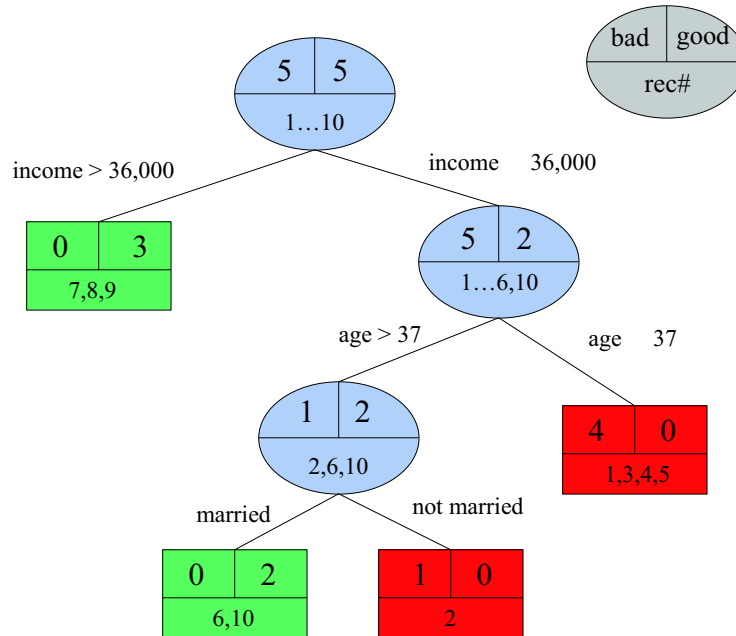 bad good
rec#
5 5
1…10
income > 36,000
income 36,000
0 3
7,8,9
5 2
1…6,10
age > 37
age 37
1 2
2,6,10
4 0
1,3,4,5
married
not married
0 2
6,10
1 0
2